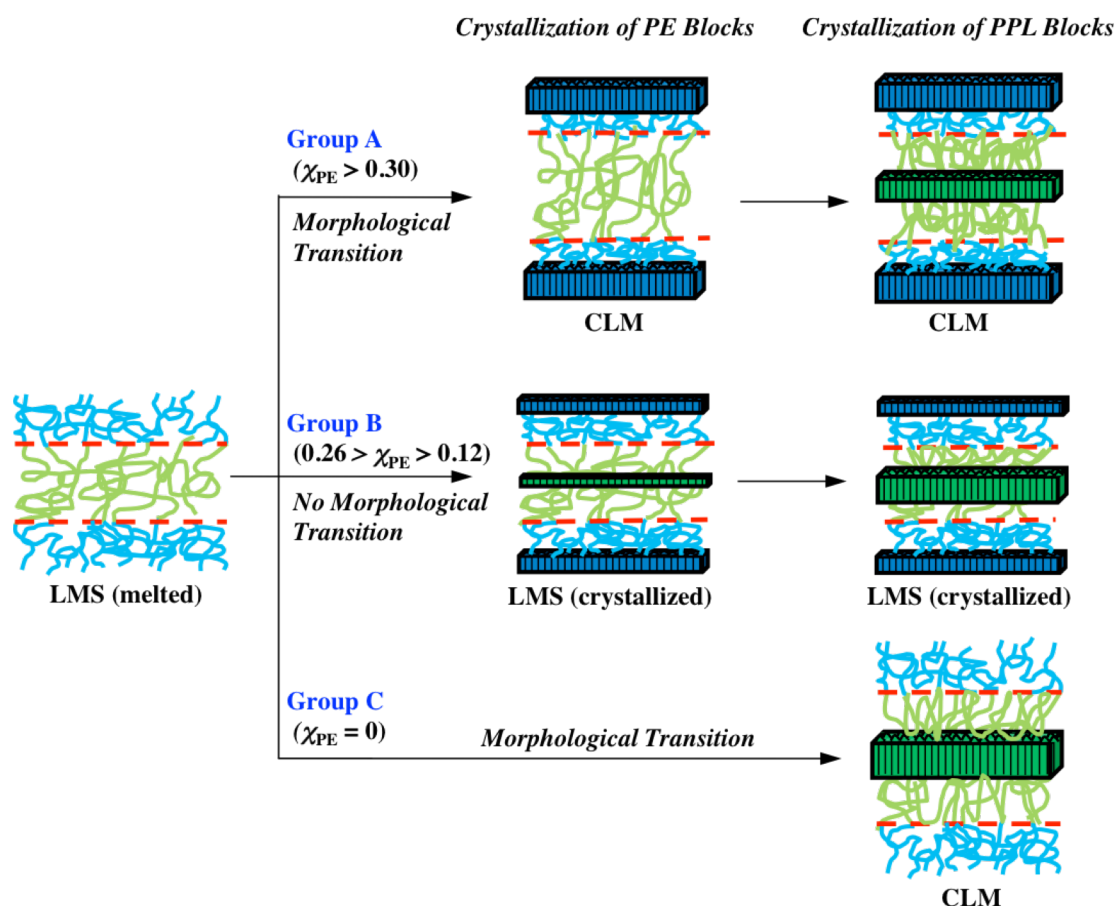 Crystallization of PE Blocks
Crystallization of PPL Blocks
Group A
(χPE > 0.30)
Morphological
Transition
CLM
CLM
Group B
(0.26 > χPE > 0.12)
No Morphological
Transition
LMS (melted)
LMS (crystallized)
LMS (crystallized)
Group C
(χPE = 0)
Morphological Transition
CLM